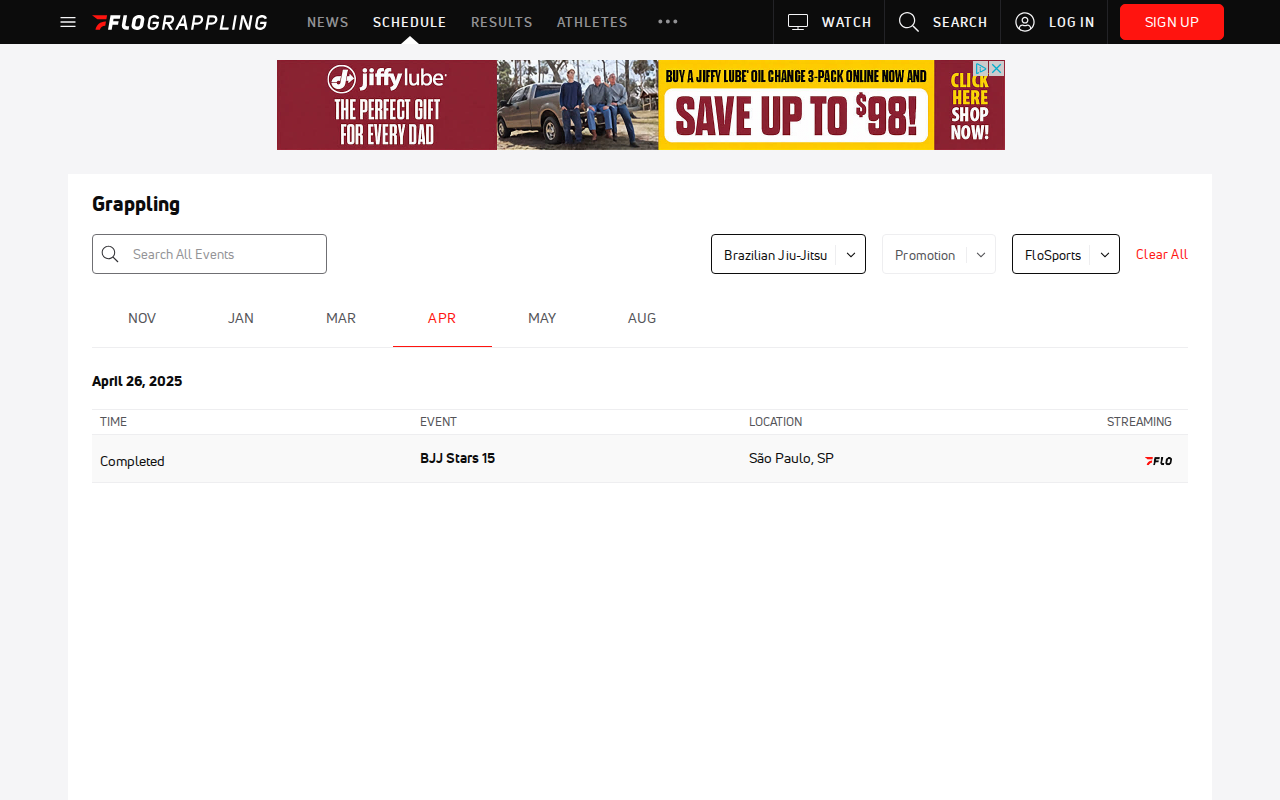 FLOGRAPPLING NEWS SCHEDULE RESULTS ATHLETES WATCH SEARCH LOG IN SIGN UP
jiffylube
THE PERFECT GIFT
FOR EVERY DAD
BUY A JIFFY LUBE® OIL CHANGE 3-PACK ONLINE NOW AND
SAVE UP TO $98!
CLICK
HERE
SHOP
NOW!
Grappling
Search All Events Brazilian Jiu-Jitsu Promotion FloSports Clear All
NOV JAN MAR APR MAY AUG
April 26, 2025
TIME EVENT LOCATION STREAMING
Completed BJJ Stars 15 São Paulo, SP FLO